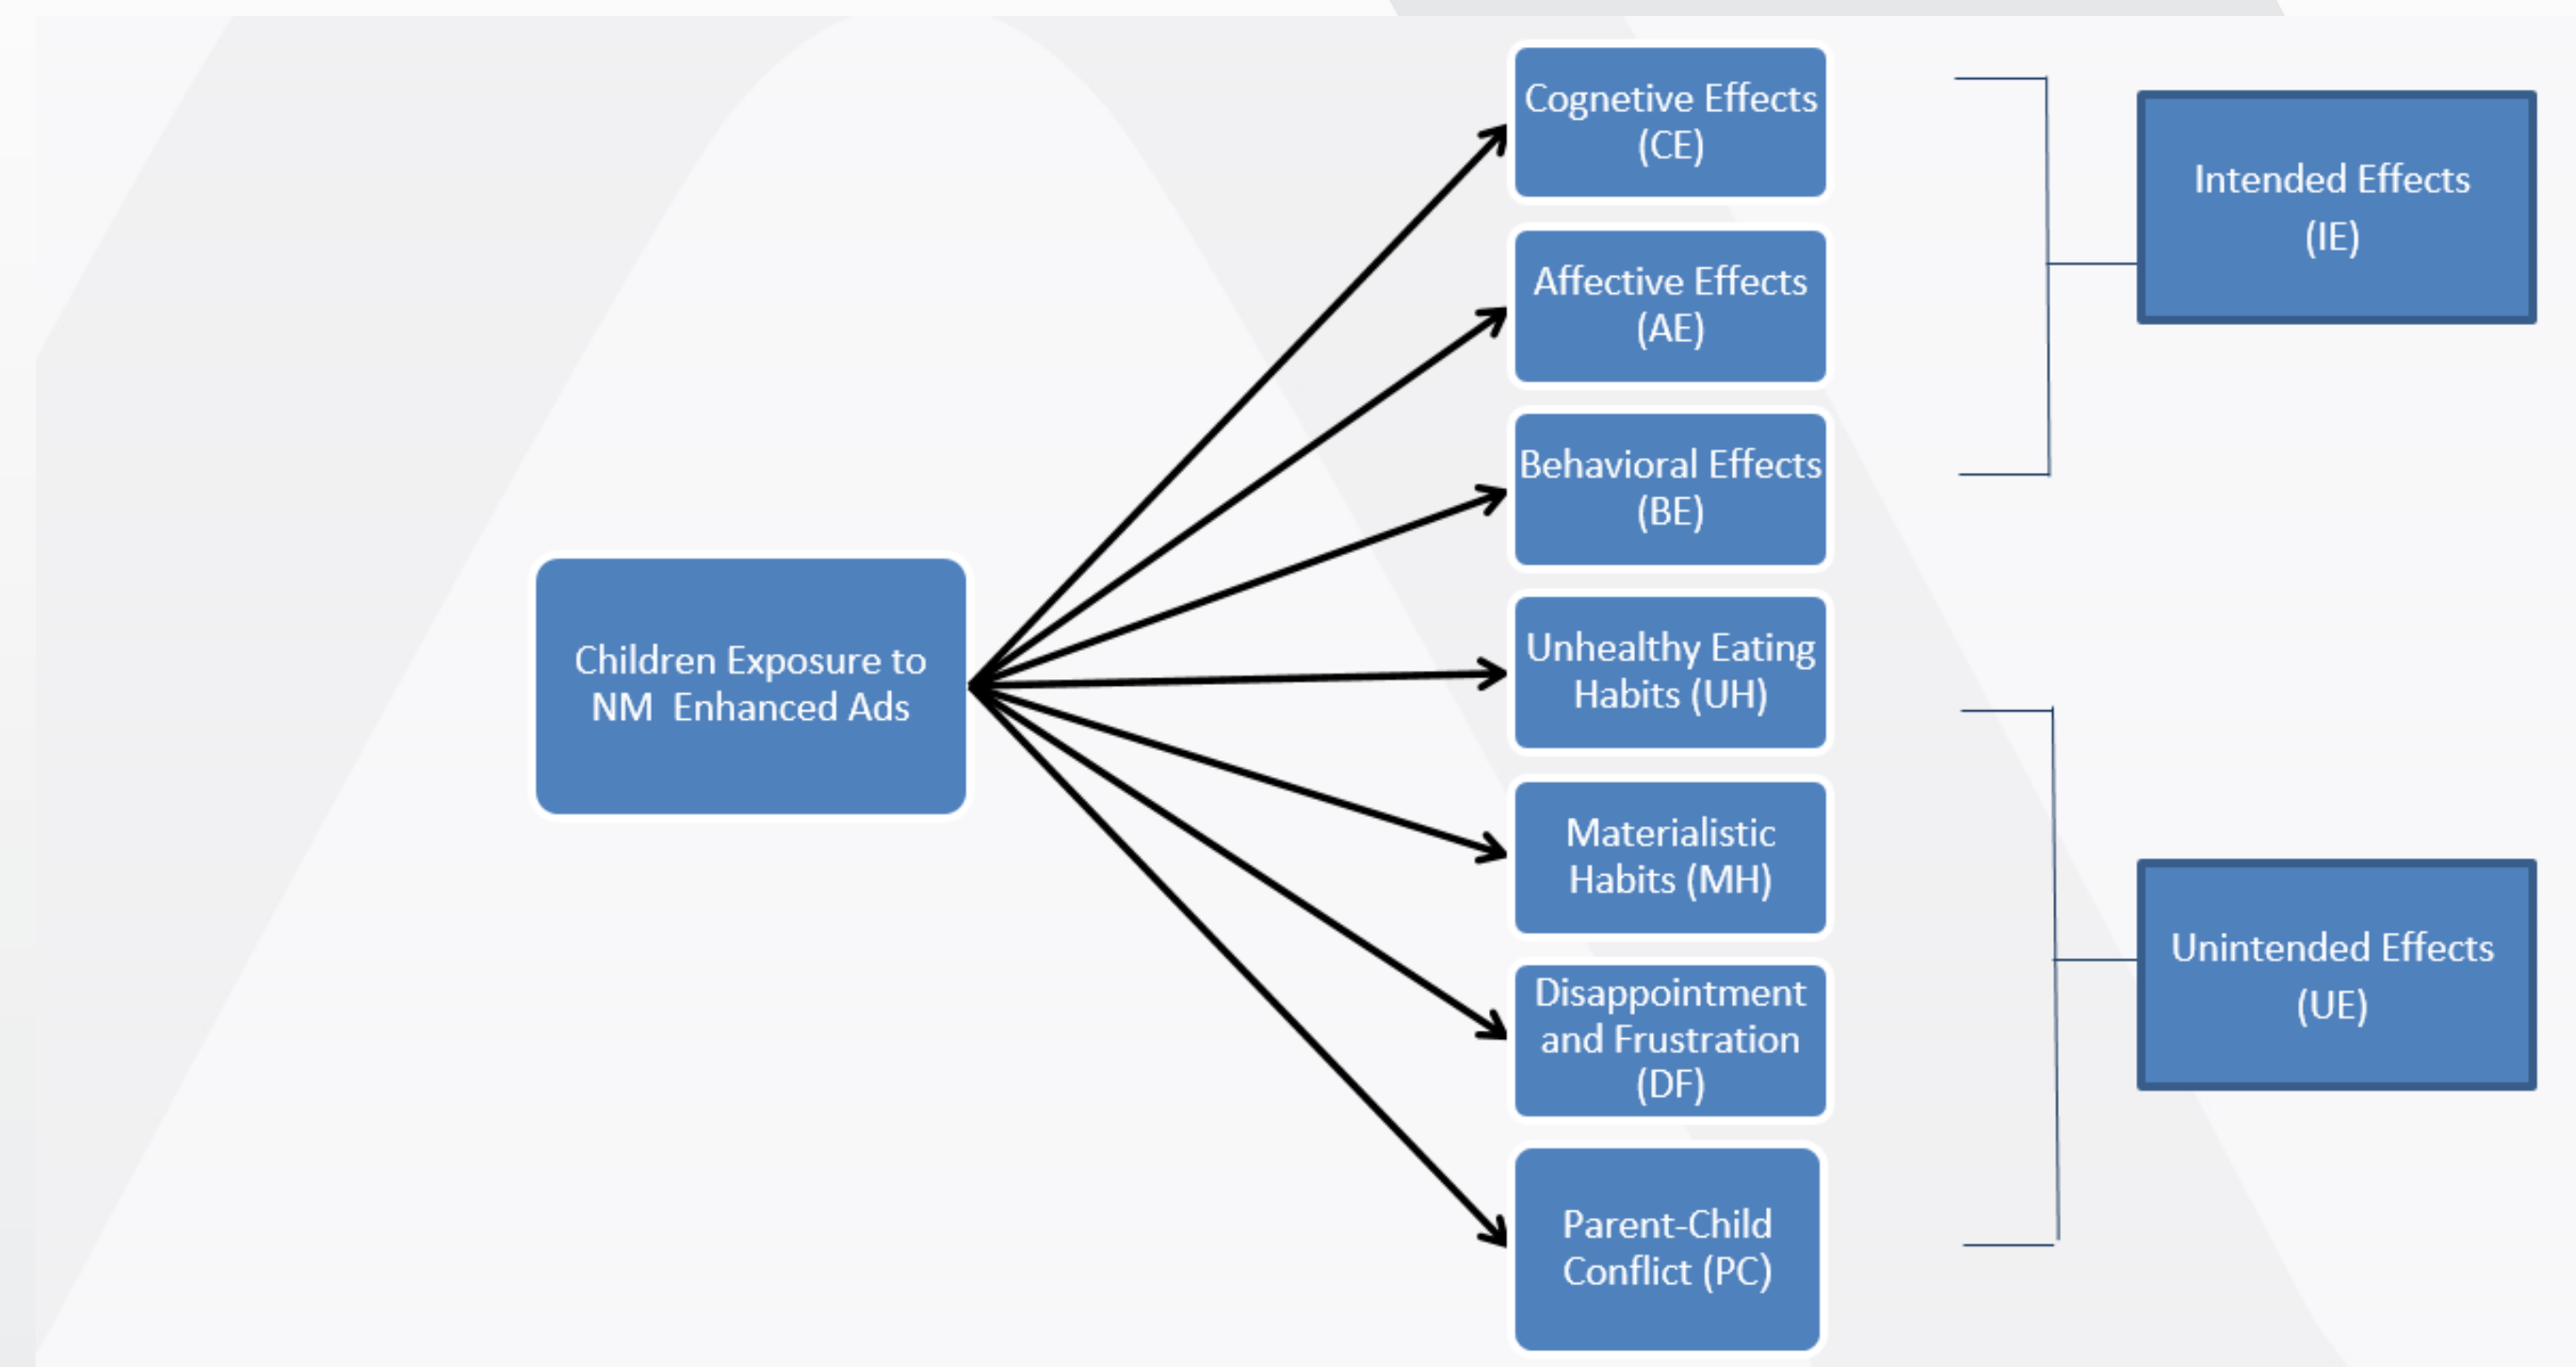 Cognetive Effects
(CE)
Affective Effects
(AE)
Behavioral Effects
(BE)
Unhealthy Eating
Habits (UH)
Materialistic
Habits (MH)
Disappointment
and Frustration
(DF)
Parent-Child
Conflict (PC)
Children Exposure to
NM  Enhanced Ads
Intended Effects
(IE)
Unintended Effects
(UE)